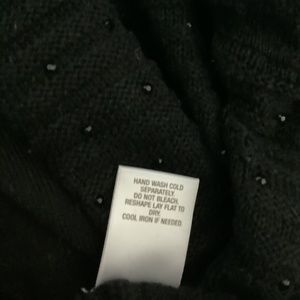 HAND WASH COLD
SEPARATELY.
DO NOT BLEACH.
RESHAPE LAY FLAT TO
DRY.
COOL IRON IF NEEDED